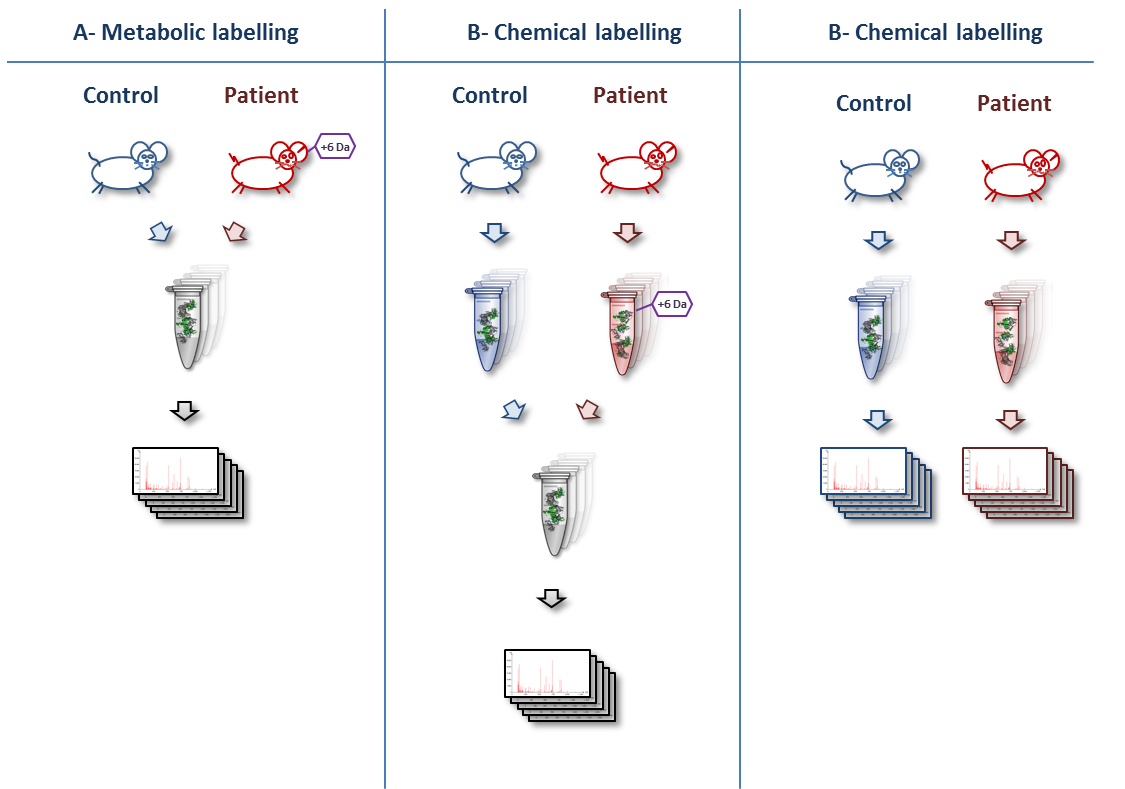 A- Metabolic labelling
B- Chemical labelling
B- Chemical labelling
Control
Patient
Control
Patient
Control
Patient
+6 Da
+6 Da